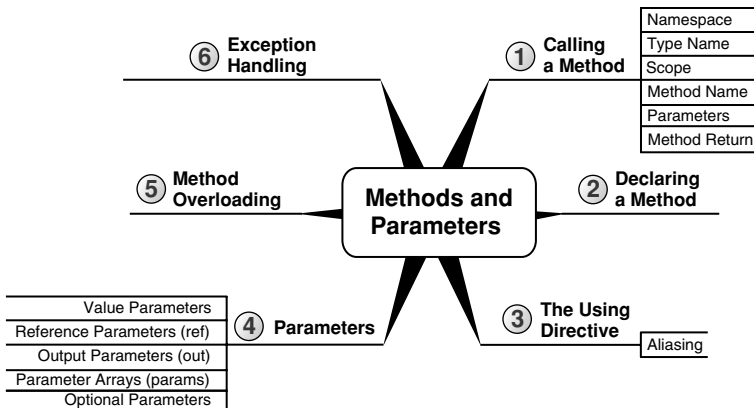 Methods and
Parameters
1 Calling
a Method
Namespace
Type Name
Scope
Method Name
Parameters
Method Return
2 Declaring
a Method
3 The Using
Directive
Aliasing
4 Parameters
Value Parameters
Reference Parameters (ref)
Output Parameters (out)
Parameter Arrays (params)
Optional Parameters
5 Method
Overloading
6 Exception
Handling